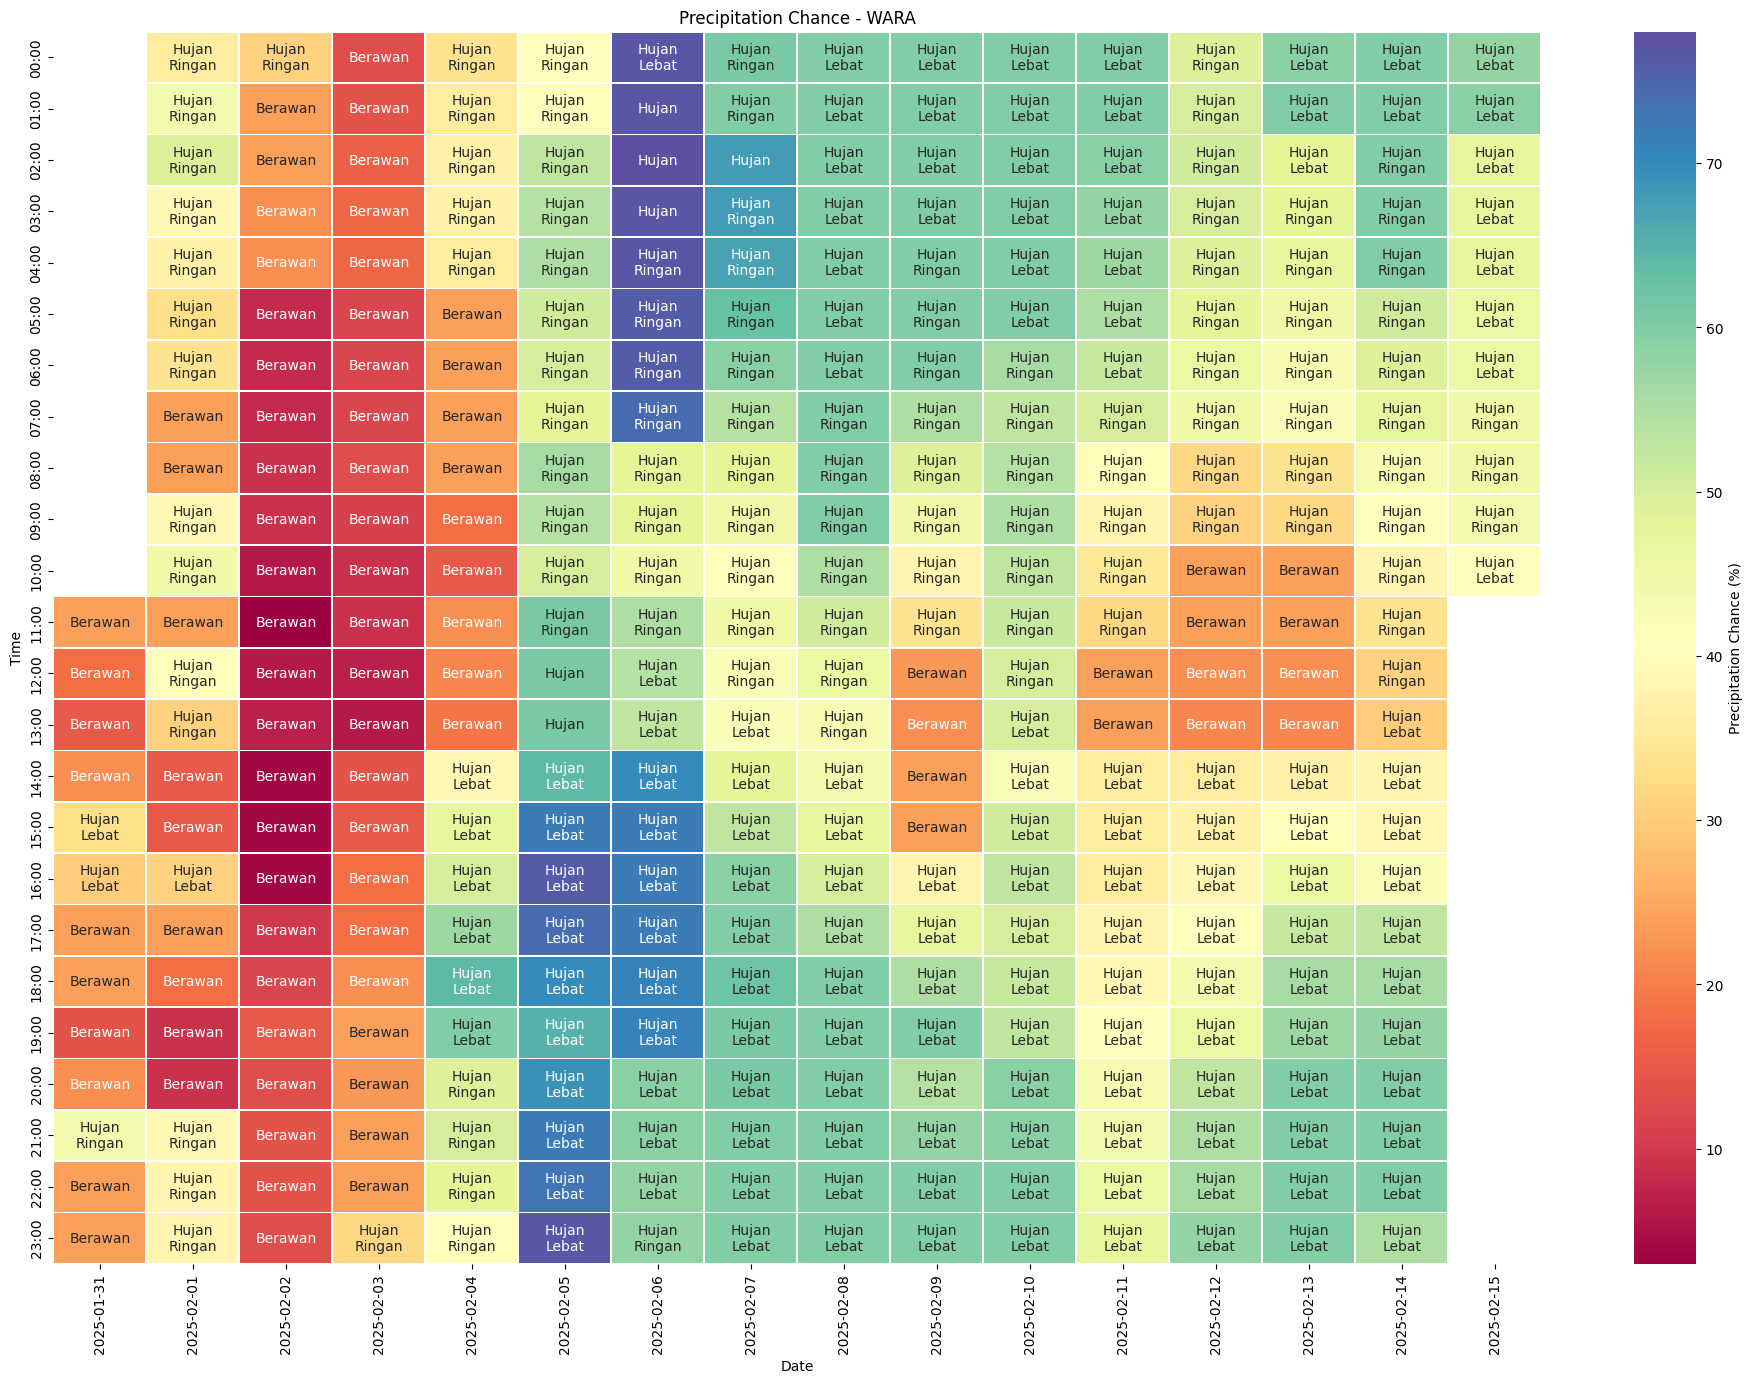 Precipitation Chance - WARA
00:00 Hujan Ringan Hujan Ringan Berawan Hujan Ringan Hujan Ringan Hujan Lebat Hujan Ringan Hujan Lebat Hujan Lebat Hujan Lebat Hujan Lebat Hujan Ringan Hujan Lebat Hujan Lebat Hujan Lebat
01:00 Hujan Ringan Berawan Berawan Hujan Ringan Hujan Ringan Hujan Hujan Ringan Hujan Lebat Hujan Lebat Hujan Lebat Hujan Lebat Hujan Ringan Hujan Lebat Hujan Lebat Hujan Lebat
02:00 Hujan Ringan Berawan Berawan Hujan Ringan Hujan Ringan Hujan Hujan Hujan Lebat Hujan Lebat Hujan Lebat Hujan Lebat Hujan Ringan Hujan Lebat Hujan Ringan Hujan Lebat
03:00 Hujan Ringan Berawan Berawan Hujan Ringan Hujan Ringan Hujan Hujan Ringan Hujan Lebat Hujan Lebat Hujan Lebat Hujan Lebat Hujan Ringan Hujan Ringan Hujan Ringan Hujan Lebat
04:00 Hujan Ringan Berawan Berawan Hujan Ringan Hujan Ringan Hujan Ringan Hujan Ringan Hujan Lebat Hujan Ringan Hujan Lebat Hujan Lebat Hujan Ringan Hujan Ringan Hujan Ringan Hujan Lebat
05:00 Hujan Ringan Berawan Berawan Berawan Hujan Ringan Hujan Ringan Hujan Ringan Hujan Lebat Hujan Ringan Hujan Lebat Hujan Lebat Hujan Ringan Hujan Ringan Hujan Ringan Hujan Lebat
06:00 Hujan Ringan Berawan Berawan Berawan Hujan Ringan Hujan Ringan Hujan Ringan Hujan Lebat Hujan Ringan Hujan Ringan Hujan Lebat Hujan Ringan Hujan Ringan Hujan Ringan Hujan Lebat
07:00 Berawan Berawan Berawan Berawan Hujan Ringan Hujan Ringan Hujan Ringan Hujan Ringan Hujan Ringan Hujan Ringan Hujan Ringan Hujan Ringan Hujan Ringan Hujan Ringan Hujan Ringan
08:00 Berawan Berawan Berawan Berawan Hujan Ringan Hujan Ringan Hujan Ringan Hujan Ringan Hujan Ringan Hujan Ringan Hujan Ringan Hujan Ringan Hujan Ringan Hujan Ringan Hujan Ringan
09:00 Hujan Ringan Berawan Berawan Berawan Hujan Ringan Hujan Ringan Hujan Ringan Hujan Ringan Hujan Ringan Hujan Ringan Hujan Ringan Hujan Ringan Hujan Ringan Hujan Ringan Hujan Ringan
10:00 Hujan Ringan Berawan Berawan Berawan Hujan Ringan Hujan Ringan Hujan Ringan Hujan Ringan Hujan Ringan Hujan Ringan Hujan Ringan Berawan Berawan Hujan Ringan Hujan Lebat
11:00 Berawan Berawan Berawan Berawan Berawan Hujan Ringan Hujan Ringan Hujan Ringan Hujan Ringan Hujan Ringan Hujan Ringan Hujan Ringan Berawan Berawan Hujan Ringan
12:00 Berawan Hujan Ringan Berawan Berawan Berawan Hujan Hujan Lebat Hujan Ringan Hujan Ringan Berawan Hujan Ringan Berawan Berawan Berawan Hujan Ringan
13:00 Berawan Hujan Ringan Berawan Berawan Berawan Hujan Hujan Lebat Hujan Lebat Hujan Ringan Berawan Hujan Lebat Berawan Berawan Berawan Hujan Lebat
14:00 Berawan Berawan Berawan Berawan Hujan Lebat Hujan Lebat Hujan Lebat Hujan Lebat Hujan Lebat Berawan Hujan Lebat Hujan Lebat Hujan Lebat Hujan Lebat Hujan Lebat
15:00 Hujan Lebat Berawan Berawan Berawan Hujan Lebat Hujan Lebat Hujan Lebat Hujan Lebat Hujan Lebat Berawan Hujan Lebat Hujan Lebat Hujan Lebat Hujan Lebat Hujan Lebat
16:00 Hujan Lebat Hujan Lebat Berawan Berawan Hujan Lebat Hujan Lebat Hujan Lebat Hujan Lebat Hujan Lebat Hujan Lebat Hujan Lebat Hujan Lebat Hujan Lebat Hujan Lebat Hujan Lebat
17:00 Berawan Berawan Berawan Berawan Hujan Lebat Hujan Lebat Hujan Lebat Hujan Lebat Hujan Lebat Hujan Lebat Hujan Lebat Hujan Lebat Hujan Lebat Hujan Lebat Hujan Lebat
18:00 Berawan Berawan Berawan Berawan Hujan Lebat Hujan Lebat Hujan Lebat Hujan Lebat Hujan Lebat Hujan Lebat Hujan Lebat Hujan Lebat Hujan Lebat Hujan Lebat Hujan Lebat
19:00 Berawan Berawan Berawan Berawan Hujan Lebat Hujan Lebat Hujan Lebat Hujan Lebat Hujan Lebat Hujan Lebat Hujan Lebat Hujan Lebat Hujan Lebat Hujan Lebat Hujan Lebat
20:00 Berawan Berawan Berawan Berawan Hujan Ringan Hujan Lebat Hujan Lebat Hujan Lebat Hujan Lebat Hujan Lebat Hujan Lebat Hujan Lebat Hujan Lebat Hujan Lebat Hujan Lebat
21:00 Hujan Ringan Hujan Ringan Berawan Berawan Hujan Ringan Hujan Lebat Hujan Lebat Hujan Lebat Hujan Lebat Hujan Lebat Hujan Lebat Hujan Lebat Hujan Lebat Hujan Lebat Hujan Lebat
22:00 Berawan Hujan Ringan Berawan Berawan Hujan Ringan Hujan Lebat Hujan Lebat Hujan Lebat Hujan Lebat Hujan Lebat Hujan Lebat Hujan Lebat Hujan Lebat Hujan Lebat Hujan Lebat
23:00 Berawan Hujan Ringan Berawan Hujan Ringan Hujan Ringan Hujan Lebat Hujan Ringan Hujan Lebat Hujan Lebat Hujan Lebat Hujan Lebat Hujan Lebat Hujan Lebat Hujan Lebat Hujan Lebat
Time
2025-01-31 2025-02-01 2025-02-02 2025-02-03 2025-02-04 2025-02-05 2025-02-06 2025-02-07 2025-02-08 2025-02-09 2025-02-10 2025-02-11 2025-02-12 2025-02-13 2025-02-14 2025-02-15
Date
70
60
50
40
30
20
10
Precipitation Chance (%)